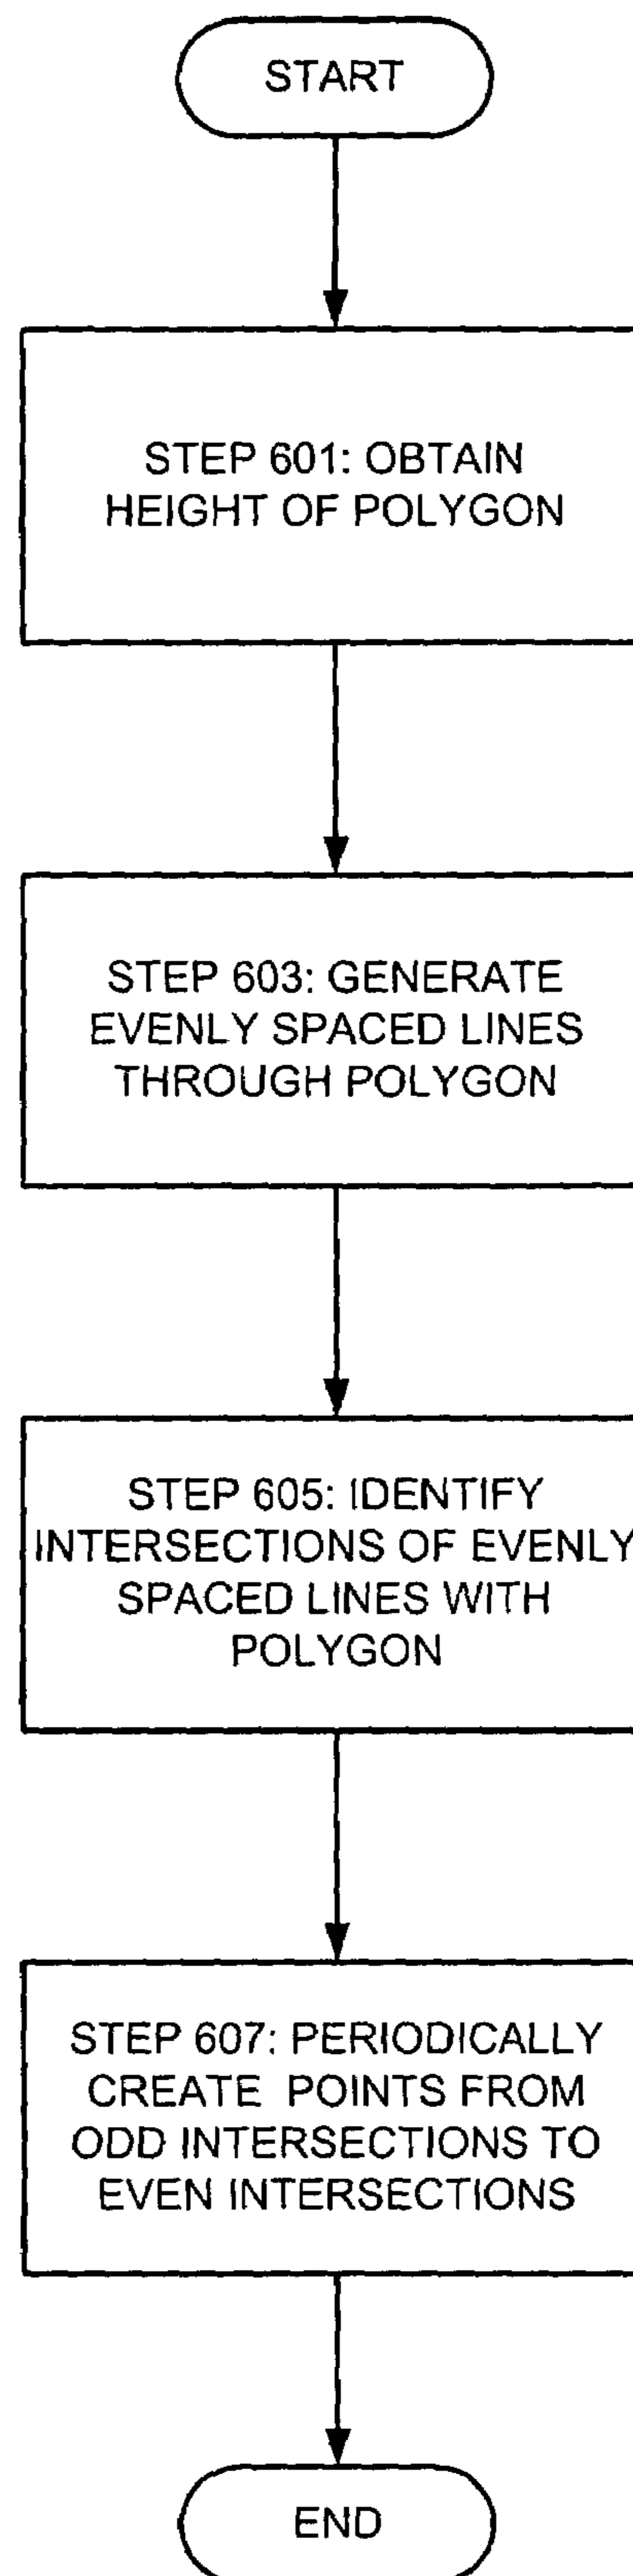 START
STEP 601: OBTAIN
HEIGHT OF POLYGON
STEP 603: GENERATE
EVENLY SPACED LINES
THROUGH POLYGON
STEP 605: IDENTIFY
INTERSECTIONS OF EVENLY
SPACED LINES WITH
POLYGON
STEP 607: PERIODICALLY
CREATE POINTS FROM
ODD INTERSECTIONS TO
EVEN INTERSECTIONS
END